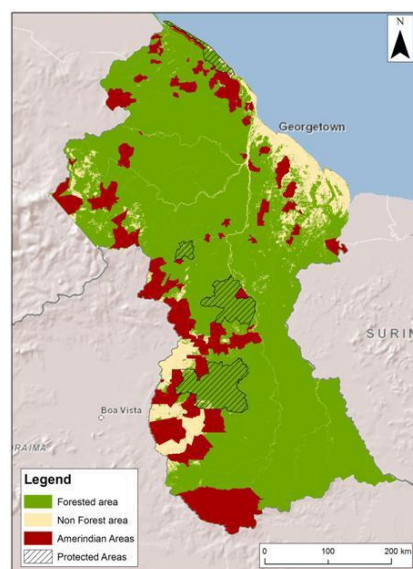 N
Georgetown
SURIN
Boa Vista
ORAIMA
Legend
Forested area
Non Forest area
Amerindian Areas
Protected Areas
0 100 200 km